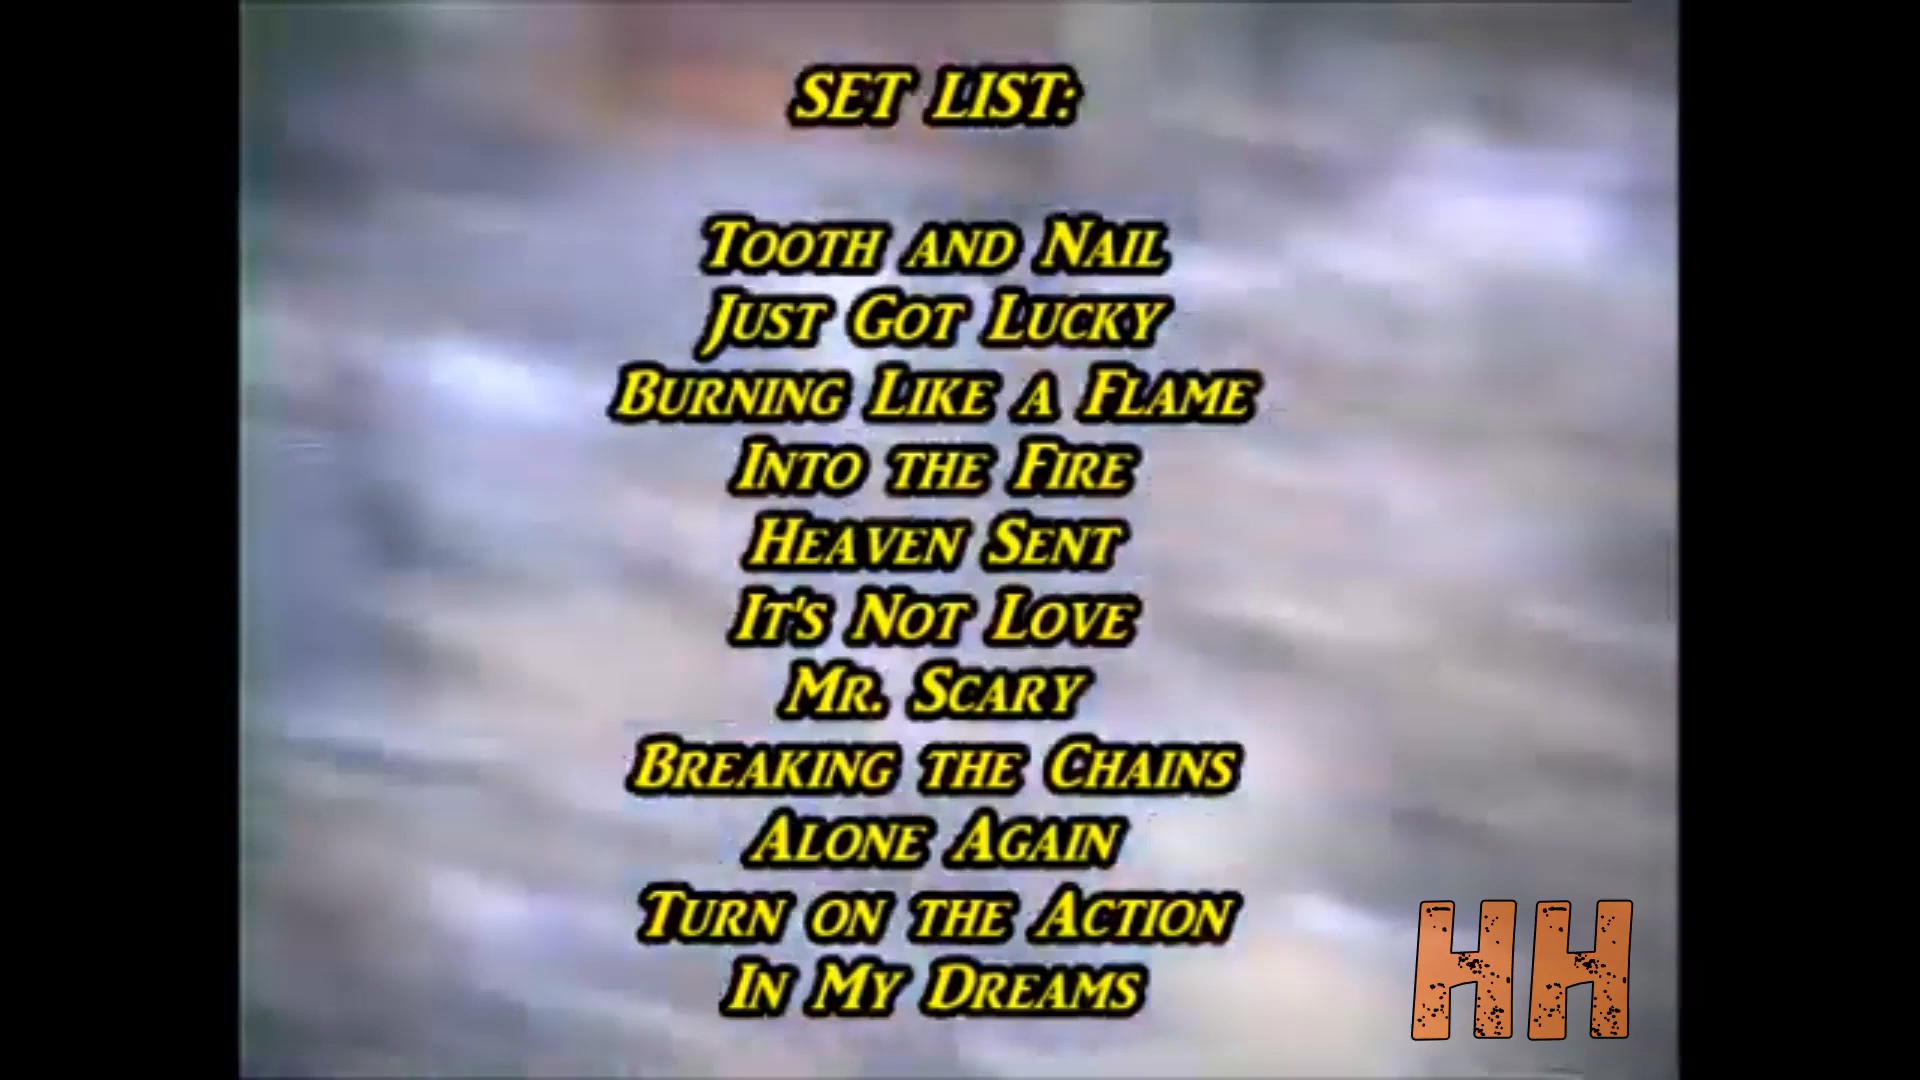 SET LIST:
TOOTH AND NAIL
JUST GOT LUCKY
BURNING LIKE A FLAME
INTO THE FIRE
HEAVEN SENT
IT'S NOT LOVE
MR. SCARY
BREAKING THE CHAINS
ALONE AGAIN
TURN ON THE ACTION
IN MY DREAMS
HH